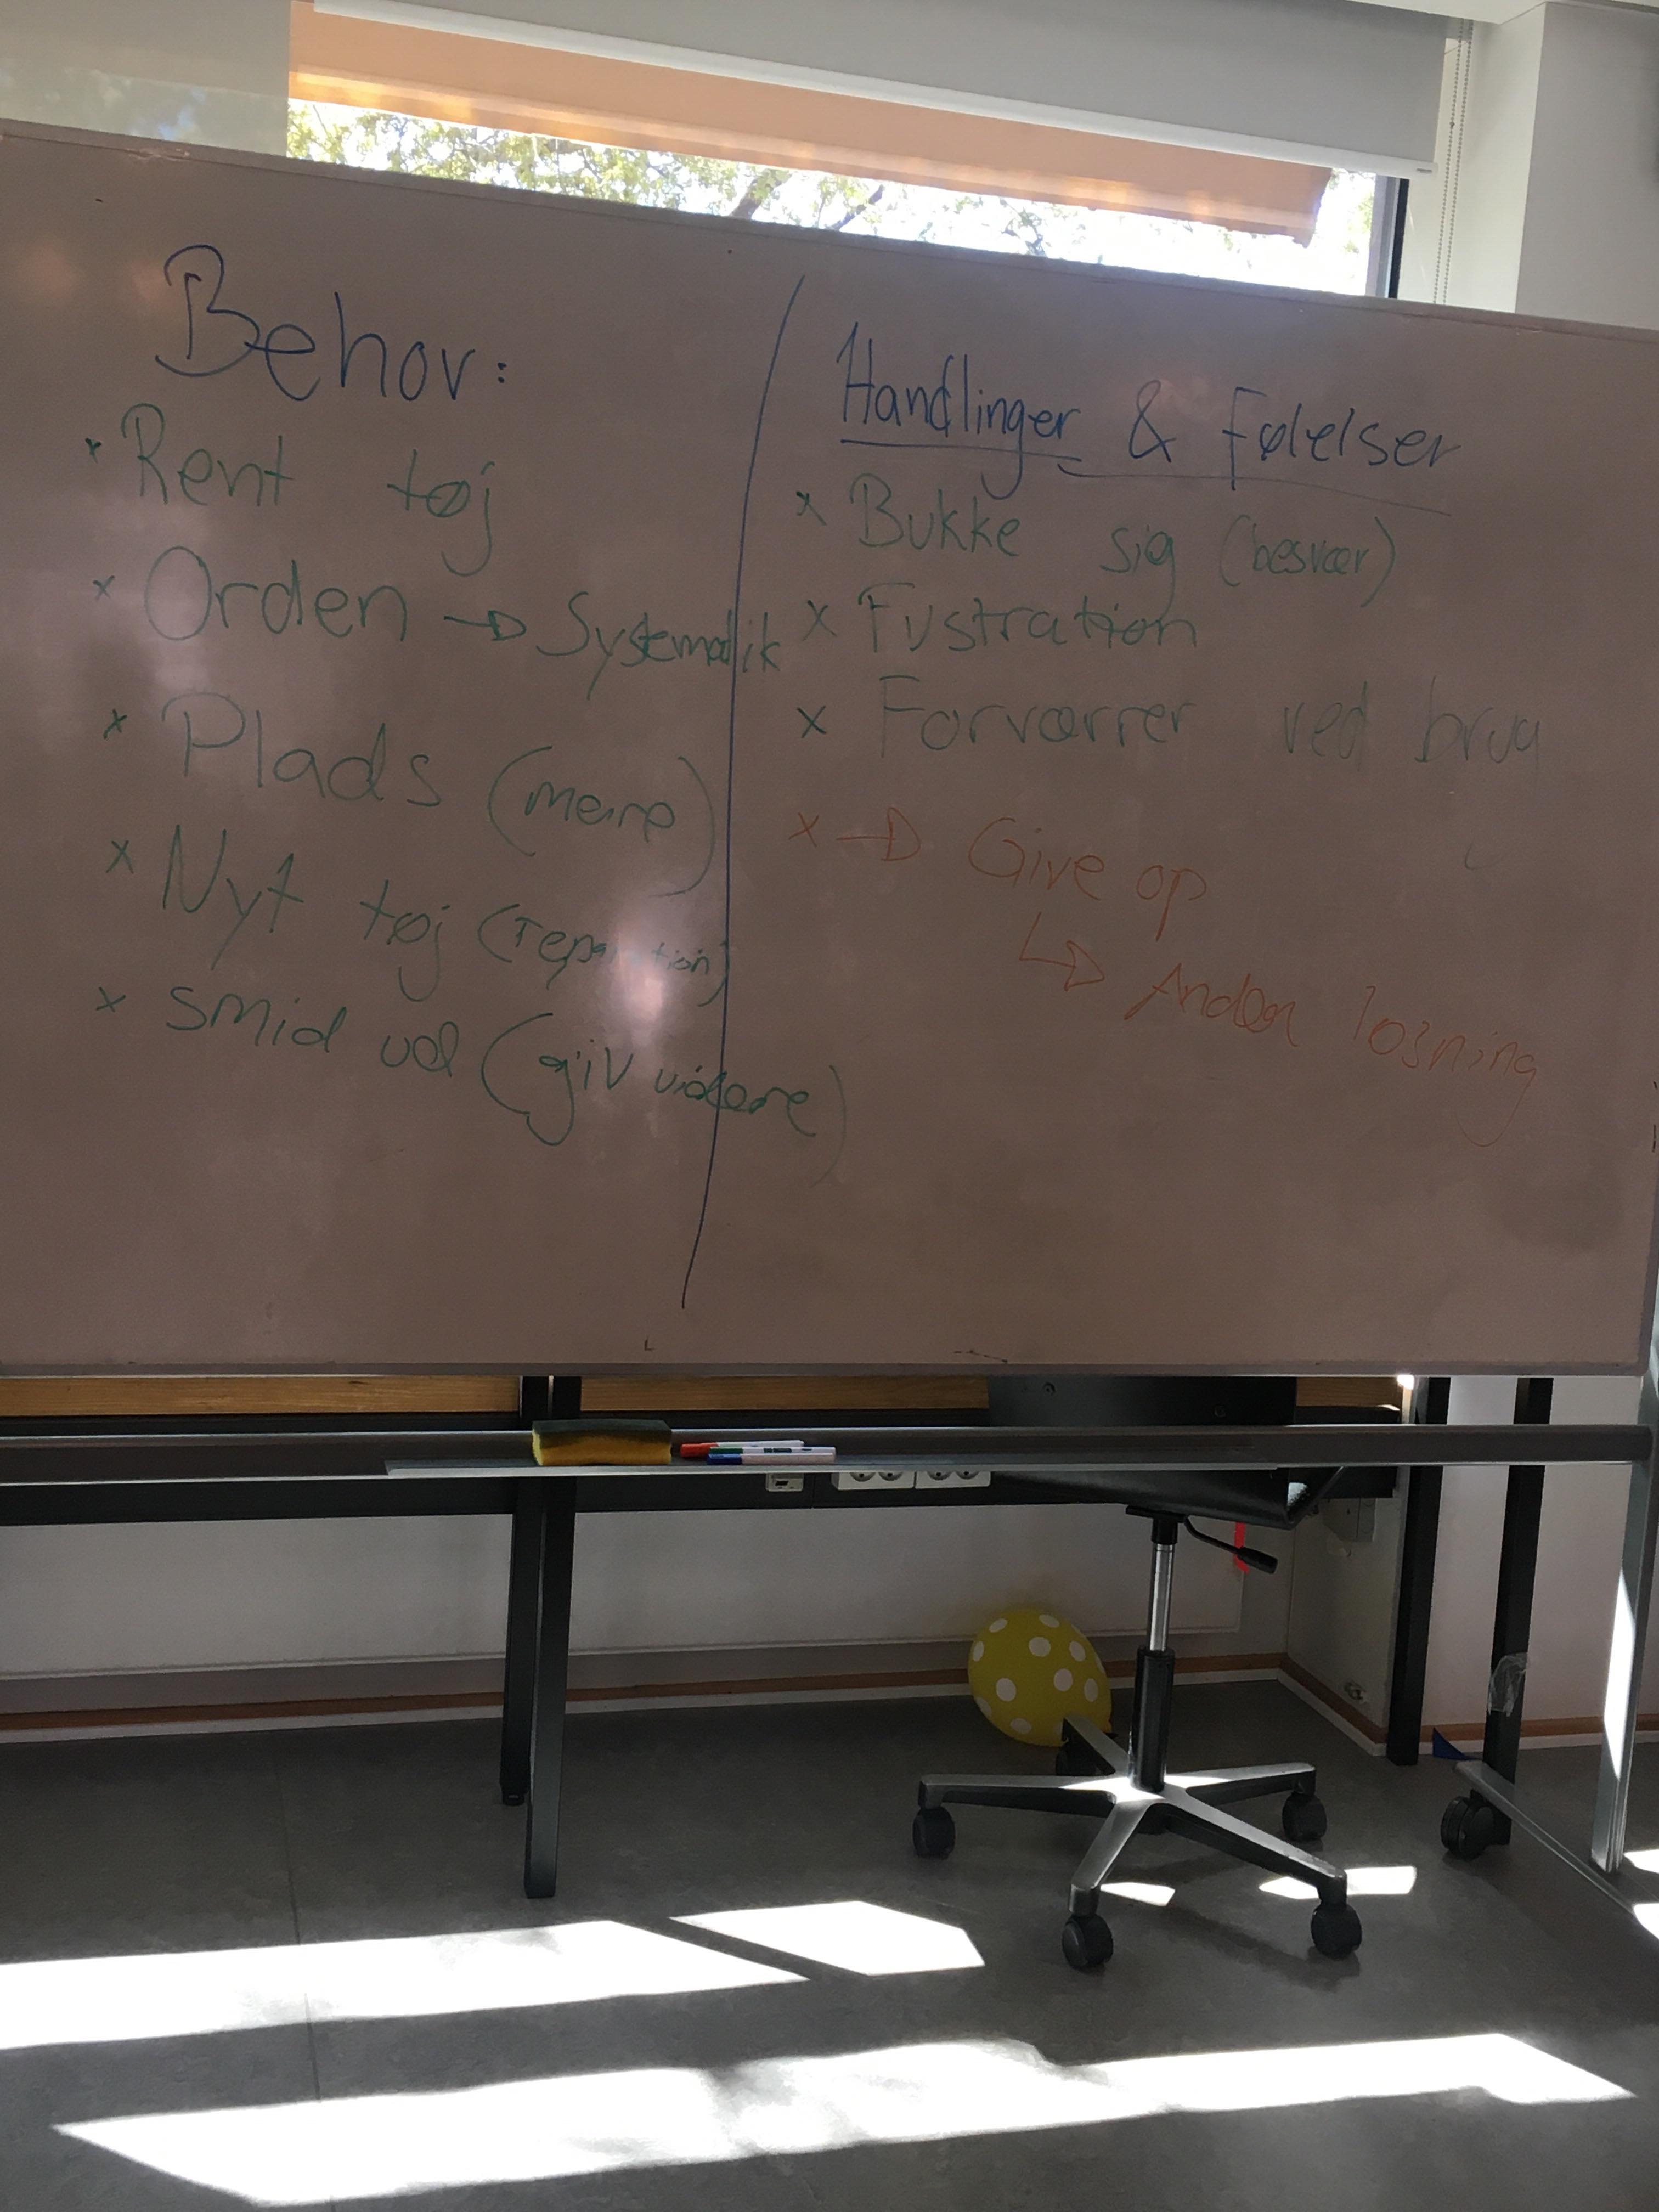 Behov:
* Rent tøj
x Orden → Systematik
x Plads (mere)
x Nyt tøj (reparation)
x smid ud (giv videre)
Handlinger & Følelser
x Bukke sig (besvær)
x Fustration
x Forværrer ved brug
x → Give op
↳ Anden løsning